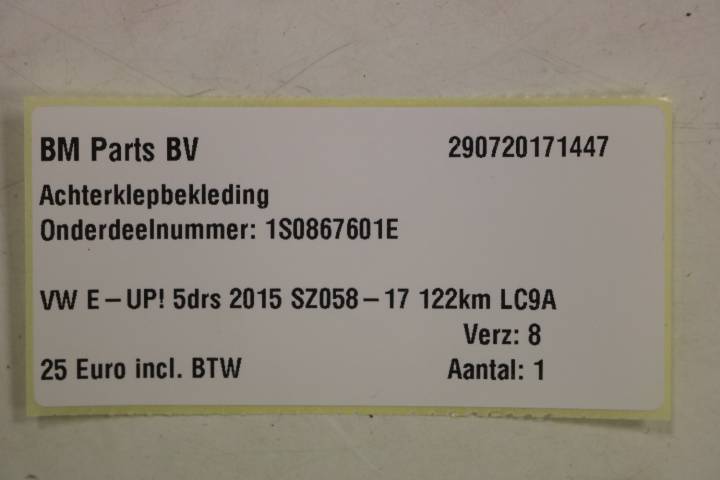 BM Parts BV 290720171447
Achterklepbekleding
Onderdeelnummer: 1S0867601E
VW E-UP! 5drs 2015 SZ058-17 122km LC9A
Verz: 8
25 Euro incl. BTW Aantal: 1